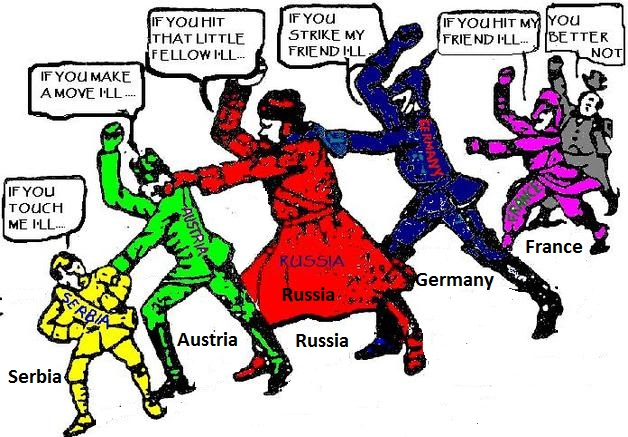 IF YOU
TOUCH
ME I'LL...
IF YOU MAKE
A MOVE I'LL ....
IF YOU HIT
THAT LITTLE
FELLOW I'LL...
IF YOU
STRIKE MY
FRIEND I'LL...
IF YOU HIT MY
FRIEND I'LL...
YOU
BETTER
NOT
SERBIA
AUSTRIA
RUSSIA
GERMANY
FRANCE
Serbia
Austria
Russia
Russia
Germany
France